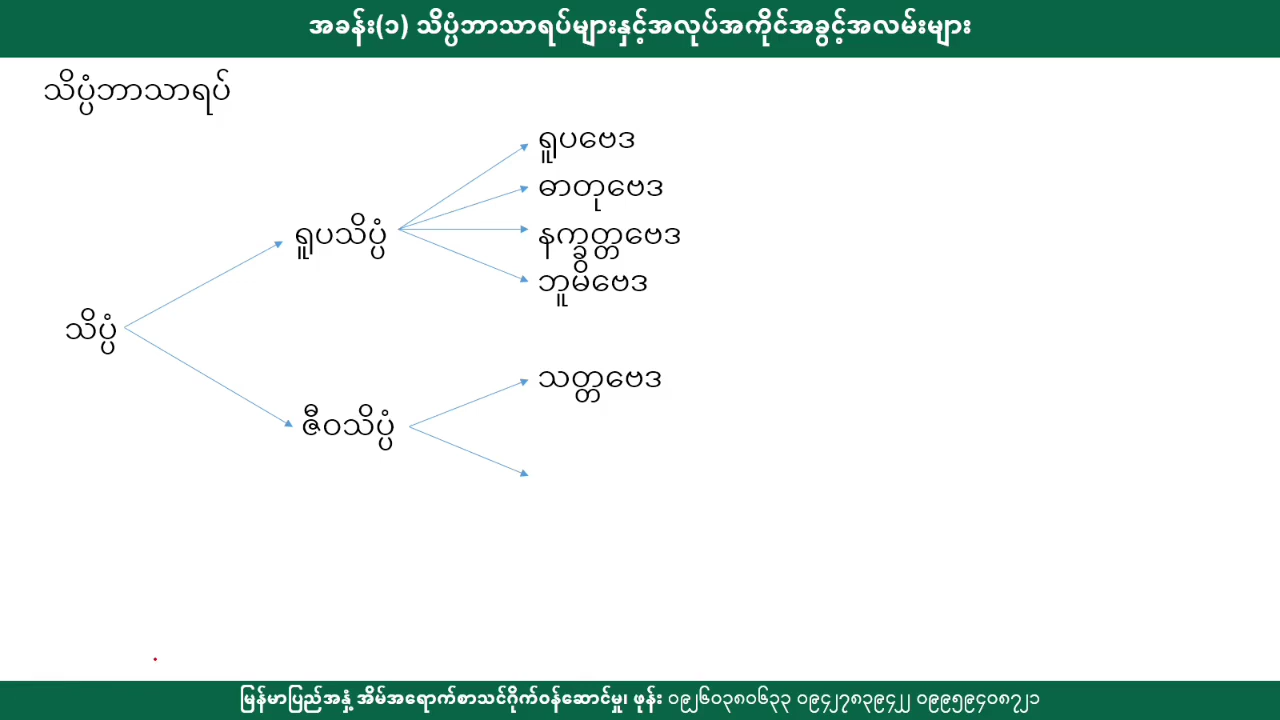 အခန်း(၁) သိပ္ပံဘာသာရပ်များနှင့်အလုပ်အကိုင်အခွင့်အလမ်းများ
သိပ္ပံဘာသာရပ်
ရူပဗေဒ
ဓာတုဗေဒ
ရူပသိပ္ပံ
နက္ခတ္တဗေဒ
ဘူမိဗေဒ
သိပ္ပံ
သတ္တဗေဒ
ဇီဝသိပ္ပံ
မြန်မာပြည်အနှံ့ အိမ်အရောက်စာသင်ဂိုက်ဝန်ဆောင်မှု၊ ဖုန်း ၀၉၂၆၀၃၈၀၆၃၃ ၀၉၄၂၇၈၃၉၄၂၂ ၀၉၉၅၉၄၀၈၇၂၁